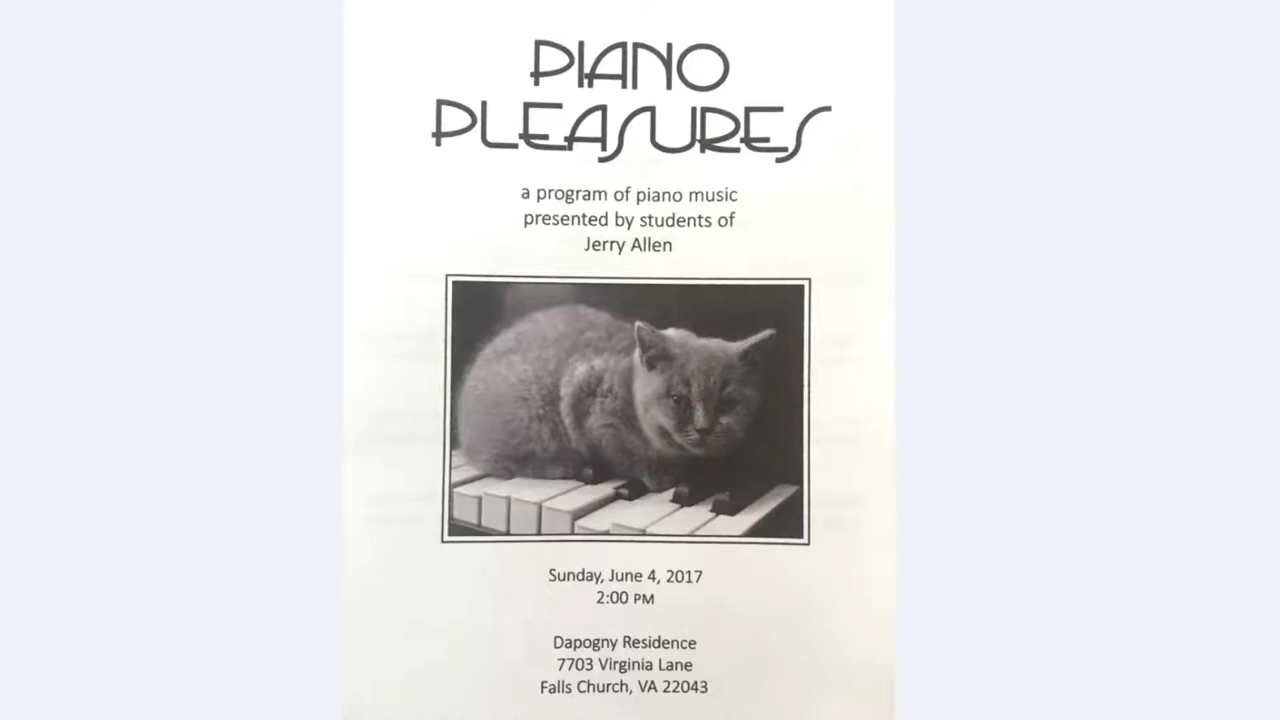 PIANO
PLEASURES
a program of piano music
presented by students of
Jerry Allen
Sunday, June 4, 2017
2:00 PM
Dapogny Residence
7703 Virginia Lane
Falls Church, VA 22043